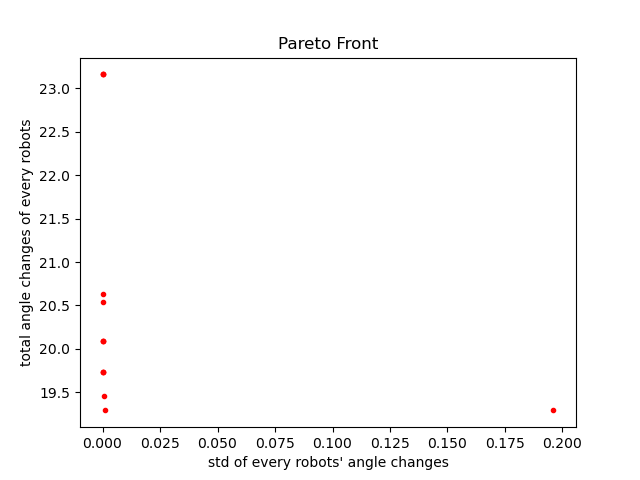 Pareto Front
total angle changes of every robots
23.0
22.5
22.0
21.5
21.0
20.5
20.0
19.5
0.000 0.025 0.050 0.075 0.100 0.125 0.150 0.175 0.200
std of every robots' angle changes